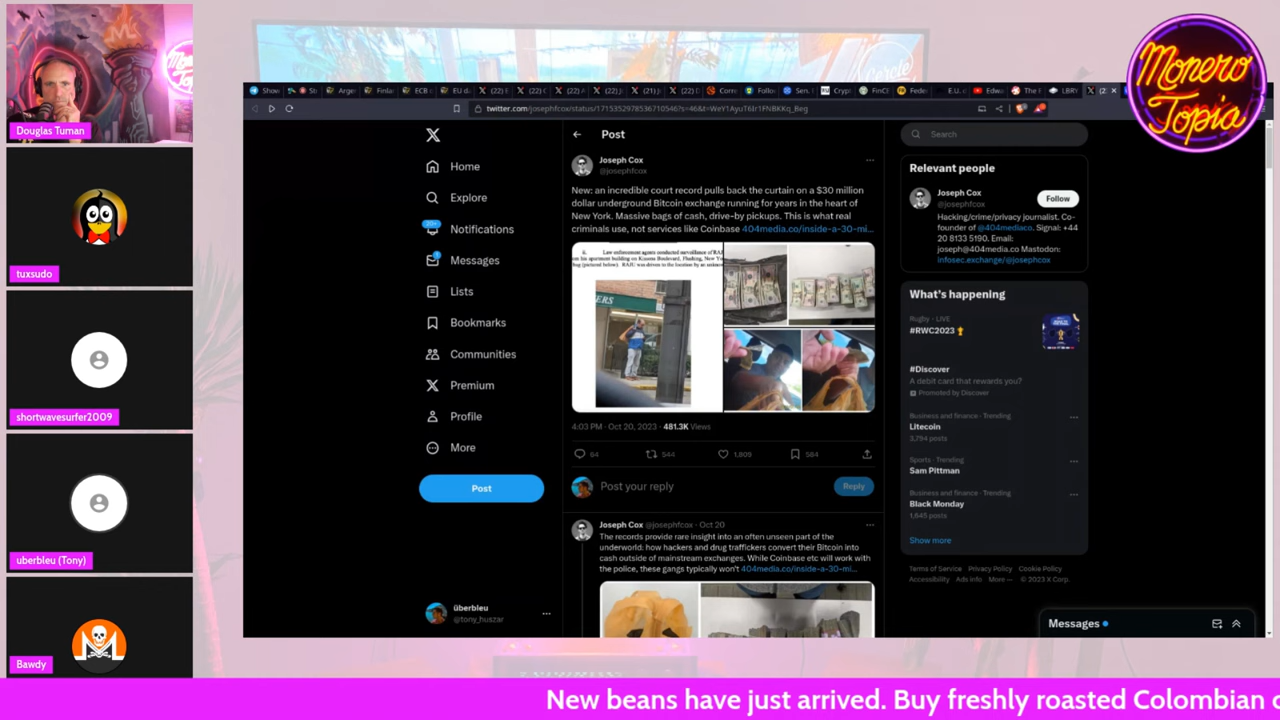 Douglas Tuman
tuxsudo
shortwavesurfer2009
uberbleu (Tony)
Bawdy
Monero
Topia
twitter.com/josephfcox/status/1715352978536710546?s=46&t=WeY1AyuT6Ir1FNBKKq_Beg
Home
Explore
20+
Notifications
Messages
Lists
Bookmarks
Communities
Premium
Profile
More
Post
überbleu
@tony_huszar
Post
Joseph Cox
@josephfcox
New: an incredible court record pulls back the curtain on a $30 million
dollar underground Bitcoin exchange running for years in the heart of
New York. Massive bags of cash, drive-by pickups. This is what real
criminals use, not services like Coinbase 404media.co/inside-a-30-mi...
4:03 PM · Oct 20, 2023 · 481.3K Views
64
544
1,809
584
Post your reply
Reply
Joseph Cox @josephfcox · Oct 20
The records provide rare insight into an often unseen part of the
underworld: how hackers and drug traffickers convert their Bitcoin into
cash outside of mainstream exchanges. While Coinbase etc will work with
the police, these gangs typically won't 404media.co/inside-a-30-mi...
Search
Relevant people
Joseph Cox
@josephfcox
Follow
Hacking/crime/privacy journalist. Co-
founder of @404mediaco. Signal: +44
20 8133 5190. Email:
joseph@404media.co Mastodon:
infosec.exchange/@josephcox
What's happening
Rugby · LIVE
#RWC2023
#Discover
A debit card that rewards you?
Promoted by Discover
Business and finance · Trending
Litecoin
3,794 posts
Sports · Trending
Sam Pittman
Business and finance · Trending
Black Monday
1,645 posts
Show more
Terms of Service Privacy Policy Cookie Policy
Accessibility Ads info More ... © 2023 X Corp.
Messages
New beans have just arrived. Buy freshly roasted Colombian